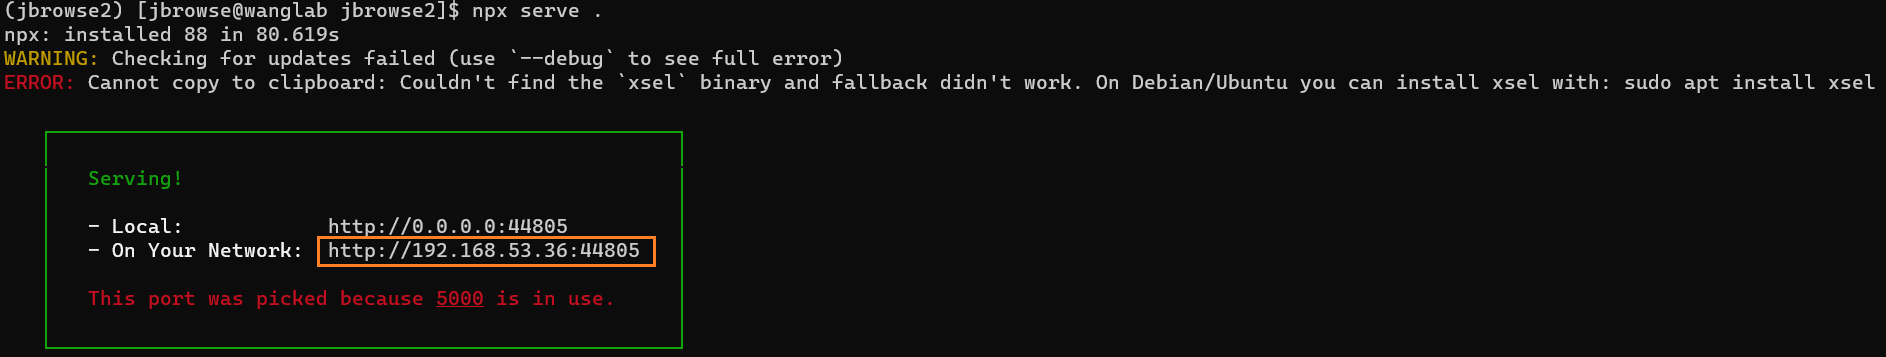 (jbrowse2) [jbrowse@wanglab jbrowse2]$ npx serve .
npx: installed 88 in 80.619s
WARNING: Checking for updates failed (use `--debug` to see full error)
ERROR: Cannot copy to clipboard: Couldn't find the `xsel` binary and fallback didn't work. On Debian/Ubuntu you can install xsel with: sudo apt install xsel
Serving!
- Local: http://0.0.0.0:44805
- On Your Network: http://192.168.53.36:44805
This port was picked because 5000 is in use.